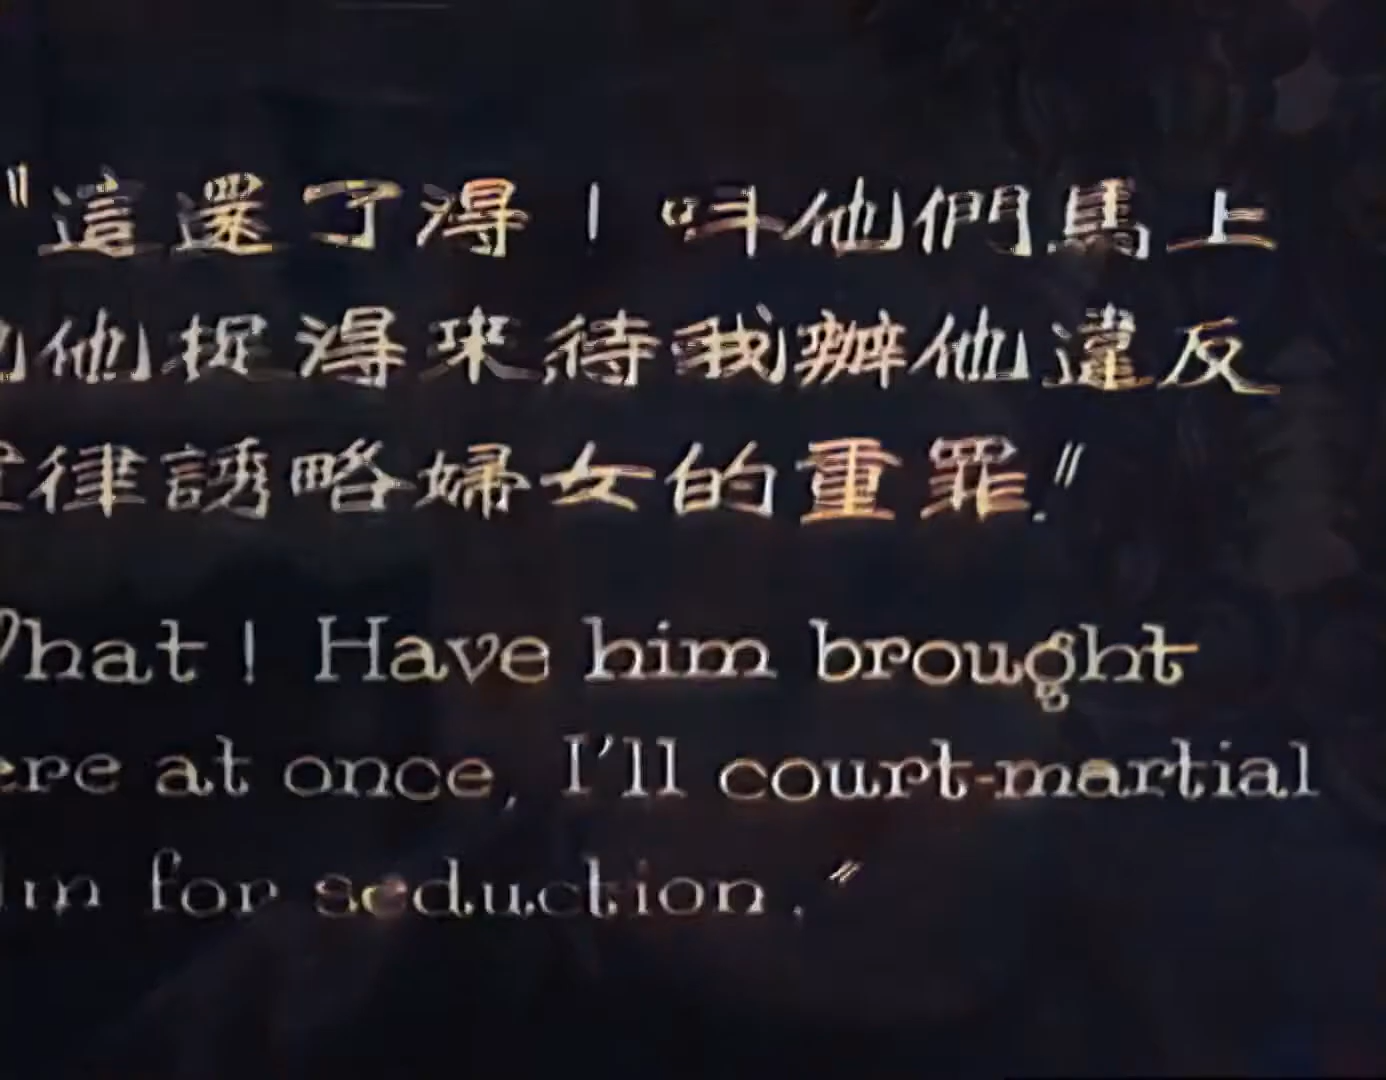 "這還了得！叫他們馬上
他捉得來，待我辦他違反
律誘略婦女的重罪."
hat! Have him brought
ere at once, I'll court-martial
im for seduction."